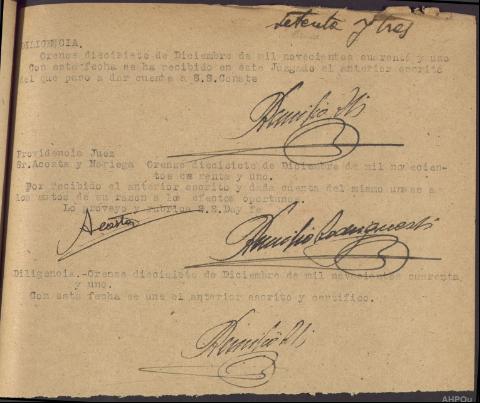 setenta y tres
DILIGENCIA.
Orense diecisiete de Diciembre de mil novecientos cuarenta y uno
Con esta fecha se ha recibido en este Juzgado el anterior escrito
del que paso a dar cuenta a S.S. Conste
Providencia Juez
Sr. Acosta y Noriega Orense diecisiete de Diciembre de mil novecien-
tos cuarenta y uno.
Por recibido el anterior escrito y dada cuenta del mismo unase a
los autos de su razon a los efectos oportunos
Lo proveyo y rubrica S.S. Doy fe
Acosta
Diligencia.-Orense diecisiete de Diciembre de mil novecientos cuarenta
y uno.
Con esta fecha se une el anterior escrito y certifico.
AHPOu